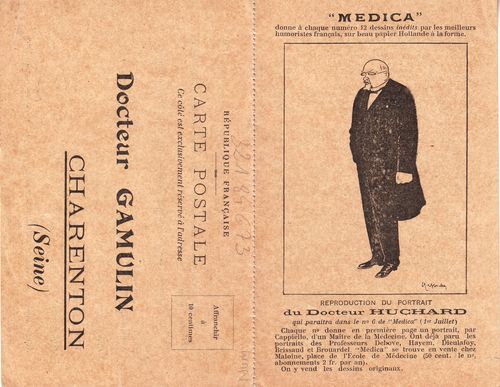 Docteur GAMULIN
CHARENTON
(Seine)
RÉPUBLIQUE FRANÇAISE
CARTE POSTALE
Ce côté est exclusivement réservé à l'adresse
Affranchir
à
10 centimes
"MEDICA"
donne à chaque numéro 12 dessins inédits par les meilleurs
humoristes français, sur beau papier Hollande à la forme.
REPRODUCTION DU PORTRAIT
du Docteur HUCHARD
qui paraîtra dans le nº 6 de "Medica" (1er Juillet)
Chaque nº donne en première page un portrait, par
Cappiello, d'un Maître de la Médecine. Ont déjà paru les
portraits des Professeurs Debove, Hayem, Dieulafoy,
Brissaud et Brouardel. "Medica" se trouve en vente chez
Maloine, place de l'École de Médecine (50 cent. le nº,
abonnements 2 fr. par an).
On y vend les dessins originaux.